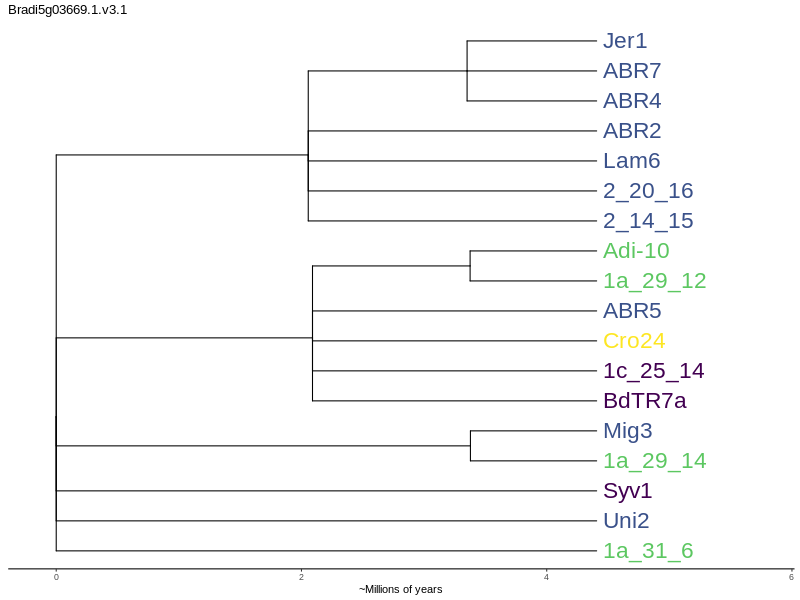 Bradi5g03669.1.v3.1
Jer1
ABR7
ABR4
ABR2
Lam6
2_20_16
2_14_15
Adi-10
1a_29_12
ABR5
Cro24
1c_25_14
BdTR7a
Mig3
1a_29_14
Syv1
Uni2
1a_31_6
0 2 4 6
~Millions of years